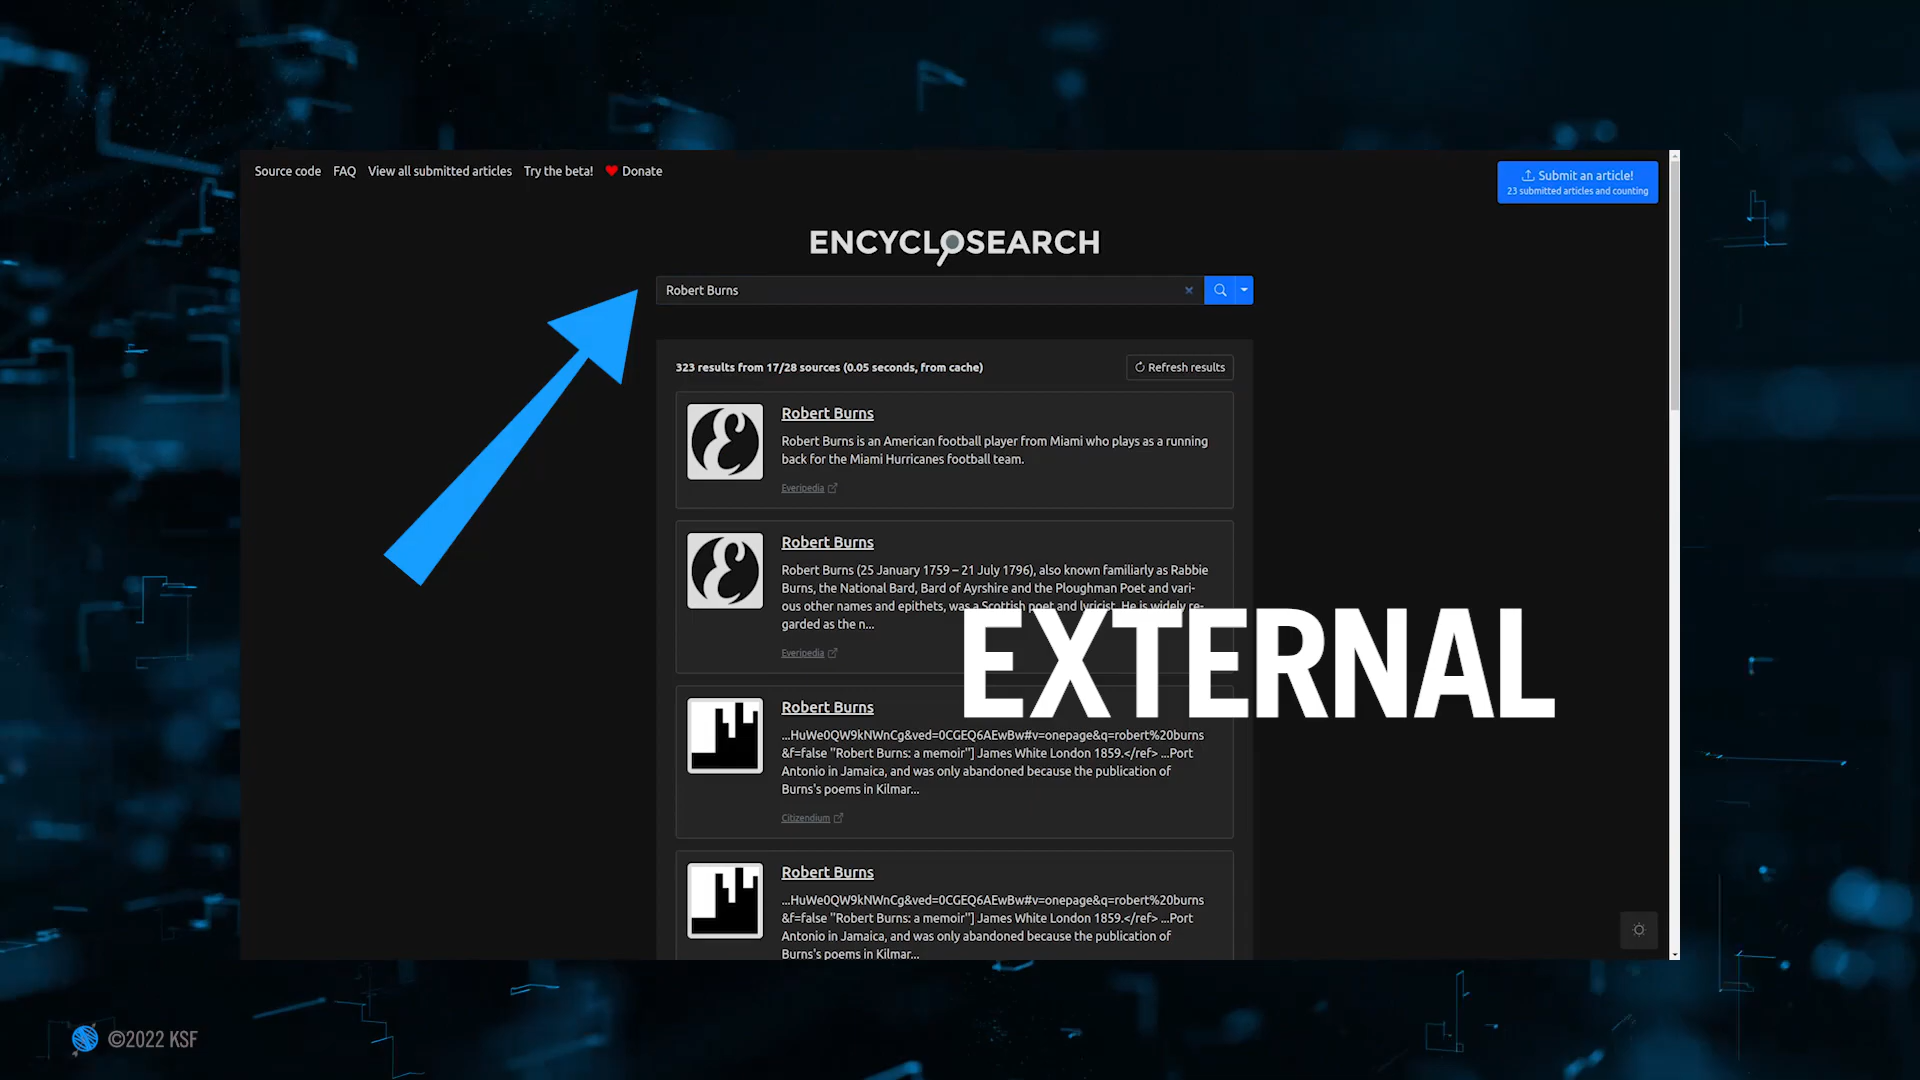 Source code FAQ View all submitted articles Try the beta! Donate
Submit an article!
23 submitted articles and counting
ENCYCLOSEARCH
Robert Burns
323 results from 17/28 sources (0.05 seconds, from cache)
Refresh results
Robert Burns
Robert Burns is an American football player from Miami who plays as a running
back for the Miami Hurricanes football team.
Everipedia
Robert Burns
Robert Burns (25 January 1759 – 21 July 1796), also known familiarly as Rabbie
Burns, the National Bard, Bard of Ayrshire and the Ploughman Poet and vari-
ous other names and epithets, was a Scottish poet and lyricist. He is widely re-
garded as the n...
Everipedia
EXTERNAL
Robert Burns
...HuWe0QW9kNWnCg&ved=0CGEQ6AEwBw#v=onepage&q=robert%20burns
&f=false "Robert Burns: a memoir"] James White London 1859.</ref> ...Port
Antonio in Jamaica, and was only abandoned because the publication of
Burns's poems in Kilmar...
Citizendium
Robert Burns
...HuWe0QW9kNWnCg&ved=0CGEQ6AEwBw#v=onepage&q=robert%20burns
&f=false "Robert Burns: a memoir"] James White London 1859.</ref> ...Port
Antonio in Jamaica, and was only abandoned because the publication of
Burns's poems in Kilmar...
©2022 KSF